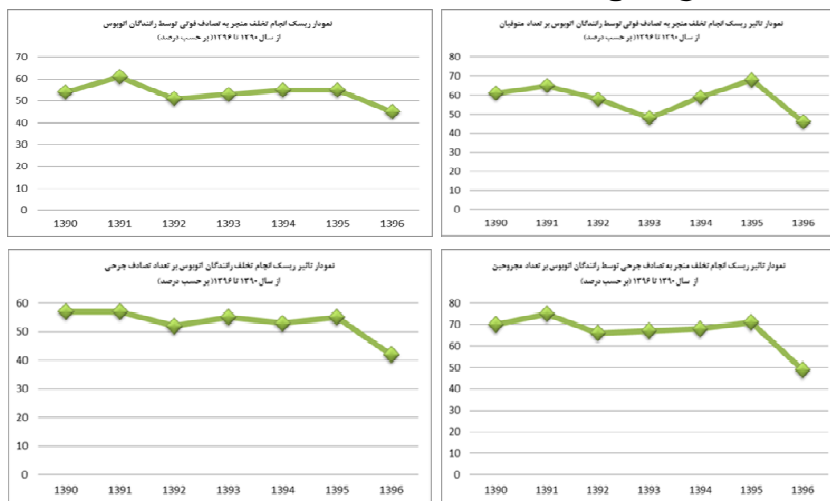 نمودار ریسک انجام تخلف منجر به تصادف فوتی توسط رانندگان اتوبوس
از سال ۱۳۹۰ تا ۱۳۹۶(بر حسب درصد)
70
60
50
40
30
20
10
0
1390 1391 1392 1393 1394 1395 1396
نمودار تاثیر ریسک انجام تخلف منجر به تصادف فوتی توسط رانندگان اتوبوس بر تعداد متوفیان
از سال ۱۳۹۰ تا ۱۳۹۶(بر حسب درصد)
80
70
60
50
40
30
20
10
0
1390 1391 1392 1393 1394 1395 1396
نمودار تاثیر ریسک انجام تخلف رانندگان اتوبوس بر تعداد تصادف جرحی
از سال ۱۳۹۰ تا ۱۳۹۶(بر حسب درصد)
60
50
40
30
20
10
0
1390 1391 1392 1393 1394 1395 1396
نمودار تاثیر ریسک انجام تخلف منجر به تصادف جرحی توسط رانندگان اتوبوس بر تعداد مجروحین
از سال ۱۳۹۰ تا ۱۳۹۶(بر حسب درصد)
80
70
60
50
40
30
20
10
0
1390 1391 1392 1393 1394 1395 1396